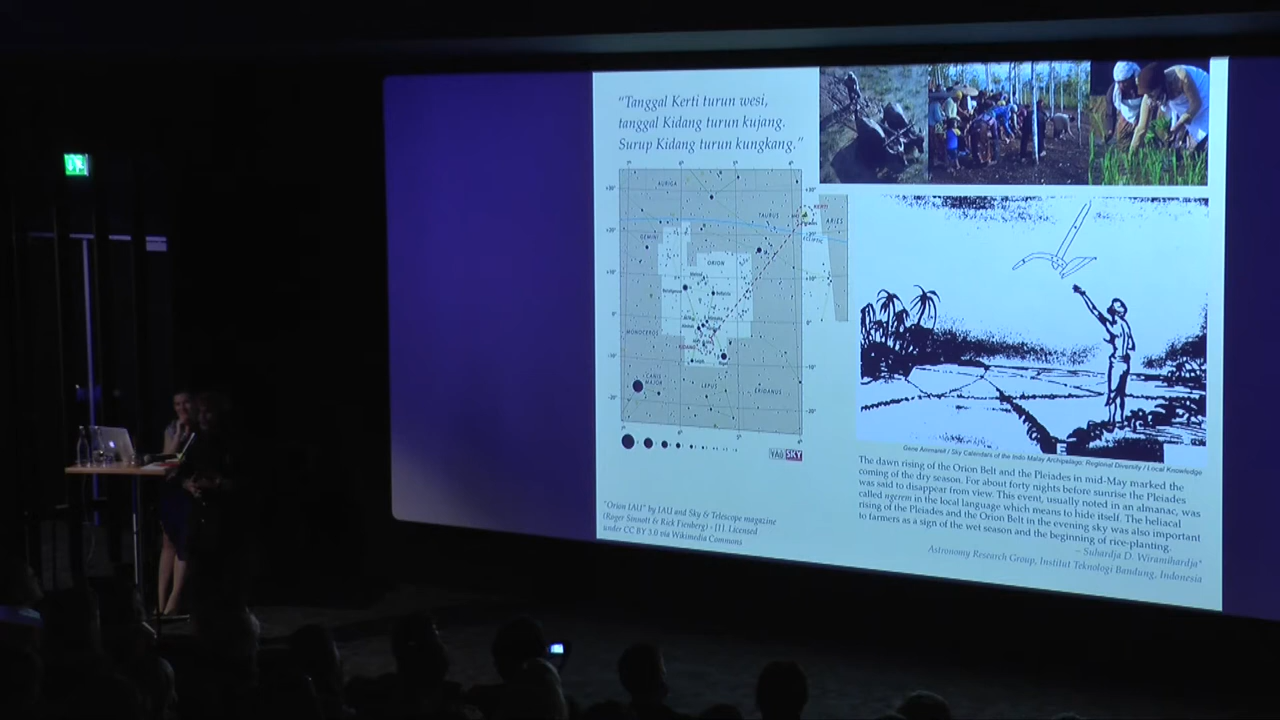 "Tanggal Kerti turun wesi,
tanggal Kidang turun kujang.
Surup Kidang turun kungkang."
AURIGA
TAURUS
ARIES
GEMINI
ECLIPTIC
ORION
MONOCEROS
CANIS
MAJOR
LEPUS
ERIDANUS
IAU SKY
"Orion IAU" by IAU and Sky & Telescope magazine
(Roger Sinnott & Rick Fienberg) - [1]. Licensed
under CC BY 3.0 via Wikimedia Commons
Gene Ammarell / Sky Calendars of the Indo Malay Archipelago: Regional Diversity / Local Knowledge
The dawn rising of the Orion Belt and the Pleiades in mid-May marked the
coming of the dry season. For about forty nights before sunrise the Pleiades
was said to disappear from view. This event, usually noted in an almanac, was
called ngerem in the local language which means to hide itself. The heliacal
rising of the Pleiades and the Orion Belt in the evening sky was also important
to farmers as a sign of the wet season and the beginning of rice-planting.
– Suhardja D. Wiramihardja*
Astronomy Research Group, Institut Teknologi Bandung, Indonesia